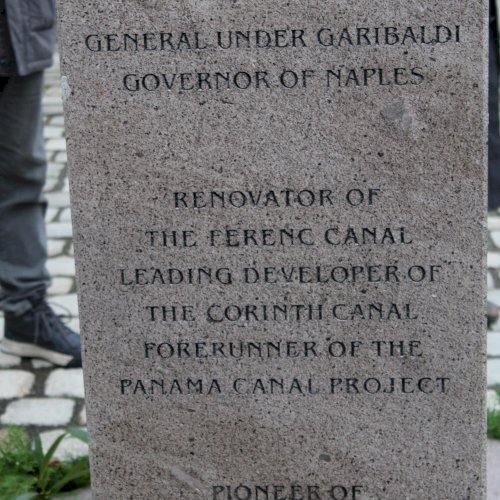 GENERAL UNDER GARIBALDI
GOVERNOR OF NAPLES
RENOVATOR OF
THE FERENC CANAL
LEADING DEVELOPER OF
THE CORINTH CANAL
FORERUNNER OF THE
PANAMA CANAL PROJECT
PIONEER OF